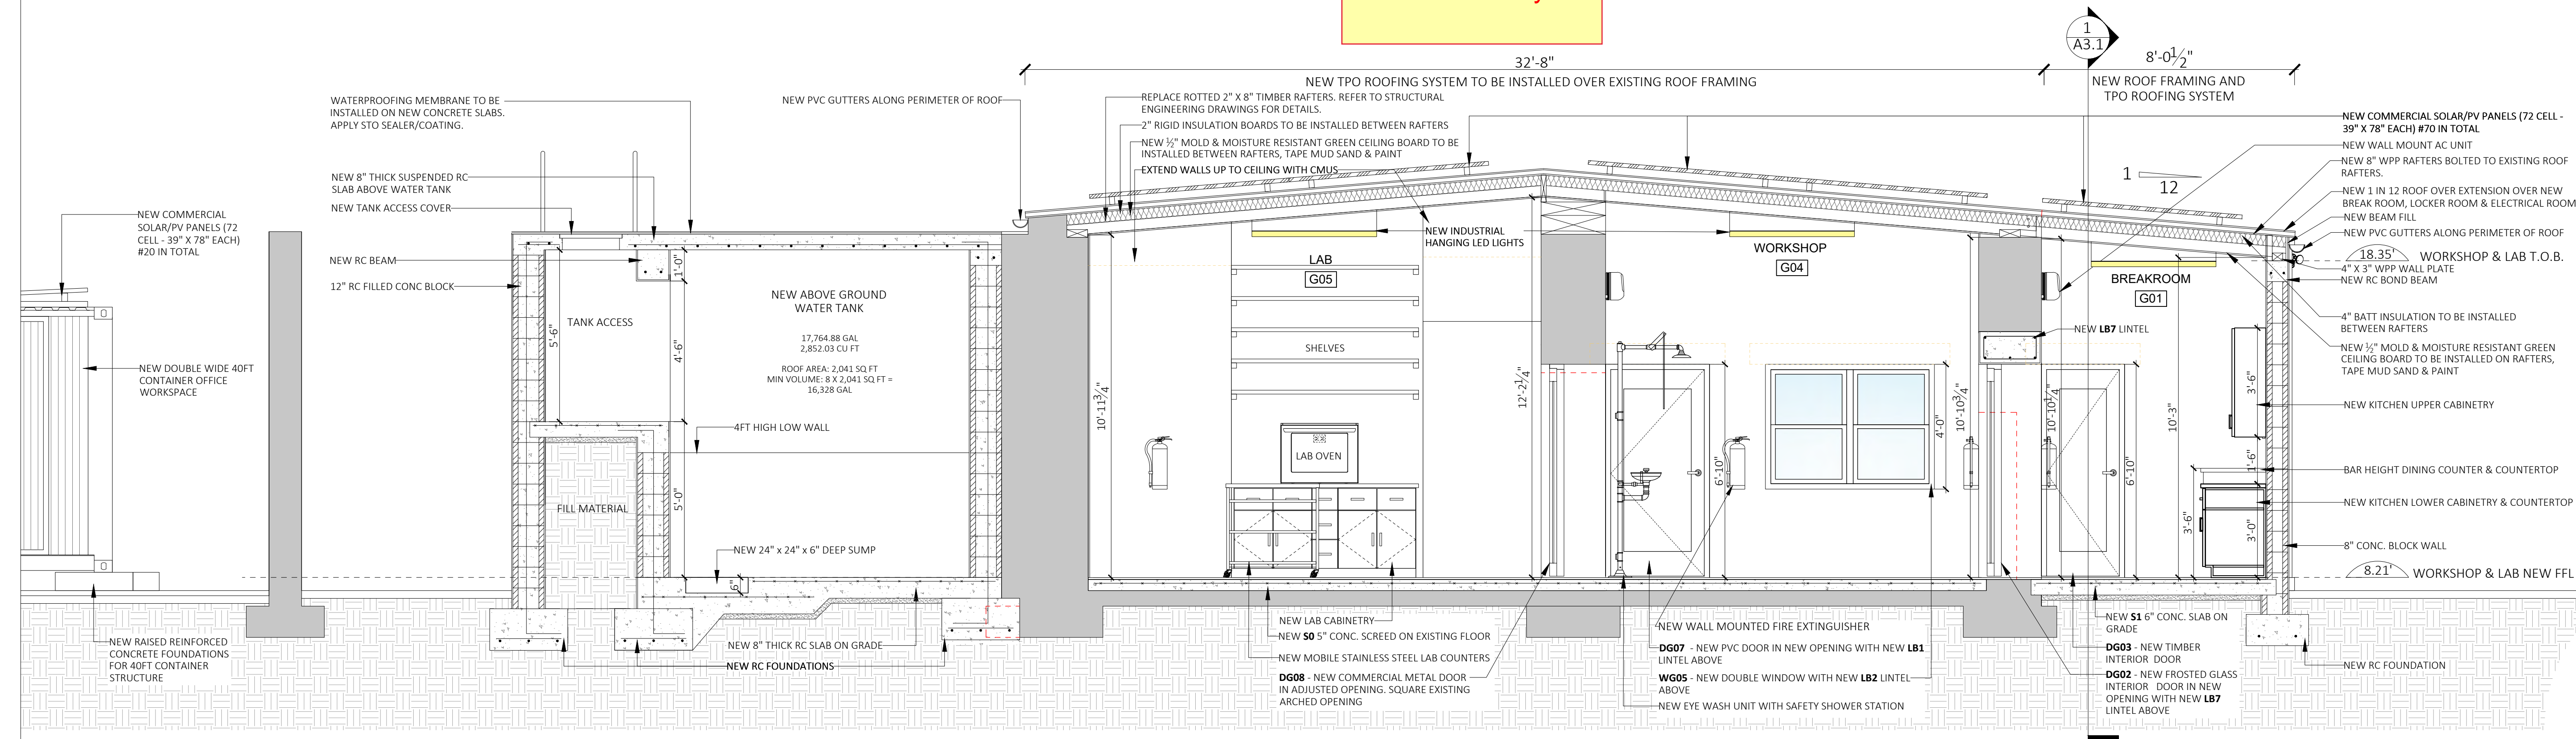 1
A3.1
32'-8"
8'-0 1/2"
NEW TPO ROOFING SYSTEM TO BE INSTALLED OVER EXISTING ROOF FRAMING
NEW ROOF FRAMING AND
TPO ROOFING SYSTEM
WATERPROOFING MEMBRANE TO BE
INSTALLED ON NEW CONCRETE SLABS.
APPLY STO SEALER/COATING.
NEW PVC GUTTERS ALONG PERIMETER OF ROOF
REPLACE ROTTED 2" X 8" TIMBER RAFTERS. REFER TO STRUCTURAL
ENGINEERING DRAWINGS FOR DETAILS.
2" RIGID INSULATION BOARDS TO BE INSTALLED BETWEEN RAFTERS
NEW ½" MOLD & MOISTURE RESISTANT GREEN CEILING BOARD TO BE
INSTALLED BETWEEN RAFTERS, TAPE MUD SAND & PAINT
EXTEND WALLS UP TO CEILING WITH CMUS
NEW 8" THICK SUSPENDED RC
SLAB ABOVE WATER TANK
NEW TANK ACCESS COVER
NEW RC BEAM
12" RC FILLED CONC BLOCK
NEW COMMERCIAL
SOLAR/PV PANELS (72
CELL - 39" X 78" EACH)
#20 IN TOTAL
NEW DOUBLE WIDE 40FT
CONTAINER OFFICE
WORKSPACE
NEW RAISED REINFORCED
CONCRETE FOUNDATIONS
FOR 40FT CONTAINER
STRUCTURE
TANK ACCESS
5'-6"
1'-0"
4'-6"
5'-0"
NEW ABOVE GROUND
WATER TANK
17,764.88 GAL
2,852.03 CU FT
ROOF AREA: 2,041 SQ FT
MIN VOLUME: 8 X 2,041 SQ FT =
16,328 GAL
4FT HIGH LOW WALL
FILL MATERIAL
NEW 24" x 24" x 6" DEEP SUMP
6"
NEW 8" THICK RC SLAB ON GRADE
NEW RC FOUNDATIONS
NEW INDUSTRIAL
HANGING LED LIGHTS
LAB
G05
SHELVES
LAB OVEN
10'-11 3/4"
12'-2 1/4"
WORKSHOP
G04
6'-10"
4'-0"
10'-10 3/4"
10'-10 1/4"
6'-10"
10'-3"
BREAKROOM
G01
NEW LB7 LINTEL
3'-6"
1'-6"
3'-6"
3'-0"
1
12
NEW COMMERCIAL SOLAR/PV PANELS (72 CELL -
39" X 78" EACH) #70 IN TOTAL
NEW WALL MOUNT AC UNIT
NEW 8" WPP RAFTERS BOLTED TO EXISTING ROOF
RAFTERS.
NEW 1 IN 12 ROOF OVER EXTENSION OVER NEW
BREAK ROOM, LOCKER ROOM & ELECTRICAL ROOM
NEW BEAM FILL
NEW PVC GUTTERS ALONG PERIMETER OF ROOF
18.35' WORKSHOP & LAB T.O.B.
4" X 3" WPP WALL PLATE
NEW RC BOND BEAM
4" BATT INSULATION TO BE INSTALLED
BETWEEN RAFTERS
NEW ½" MOLD & MOISTURE RESISTANT GREEN
CEILING BOARD TO BE INSTALLED ON RAFTERS,
TAPE MUD SAND & PAINT
NEW KITCHEN UPPER CABINETRY
BAR HEIGHT DINING COUNTER & COUNTERTOP
NEW KITCHEN LOWER CABINETRY & COUNTERTOP
8" CONC. BLOCK WALL
8.21' WORKSHOP & LAB NEW FFL
NEW RC FOUNDATION
NEW LAB CABINETRY
NEW S0 5" CONC. SCREED ON EXISTING FLOOR
NEW MOBILE STAINLESS STEEL LAB COUNTERS
DG08 - NEW COMMERCIAL METAL DOOR
IN ADJUSTED OPENING. SQUARE EXISTING
ARCHED OPENING
NEW WALL MOUNTED FIRE EXTINGUISHER
DG07 - NEW PVC DOOR IN NEW OPENING WITH NEW LB1
LINTEL ABOVE
WG05 - NEW DOUBLE WINDOW WITH NEW LB2 LINTEL
ABOVE
NEW EYE WASH UNIT WITH SAFETY SHOWER STATION
NEW S1 6" CONC. SLAB ON
GRADE
DG03 - NEW TIMBER
INTERIOR DOOR
DG02 - NEW FROSTED GLASS
INTERIOR DOOR IN NEW
OPENING WITH NEW LB7
LINTEL ABOVE